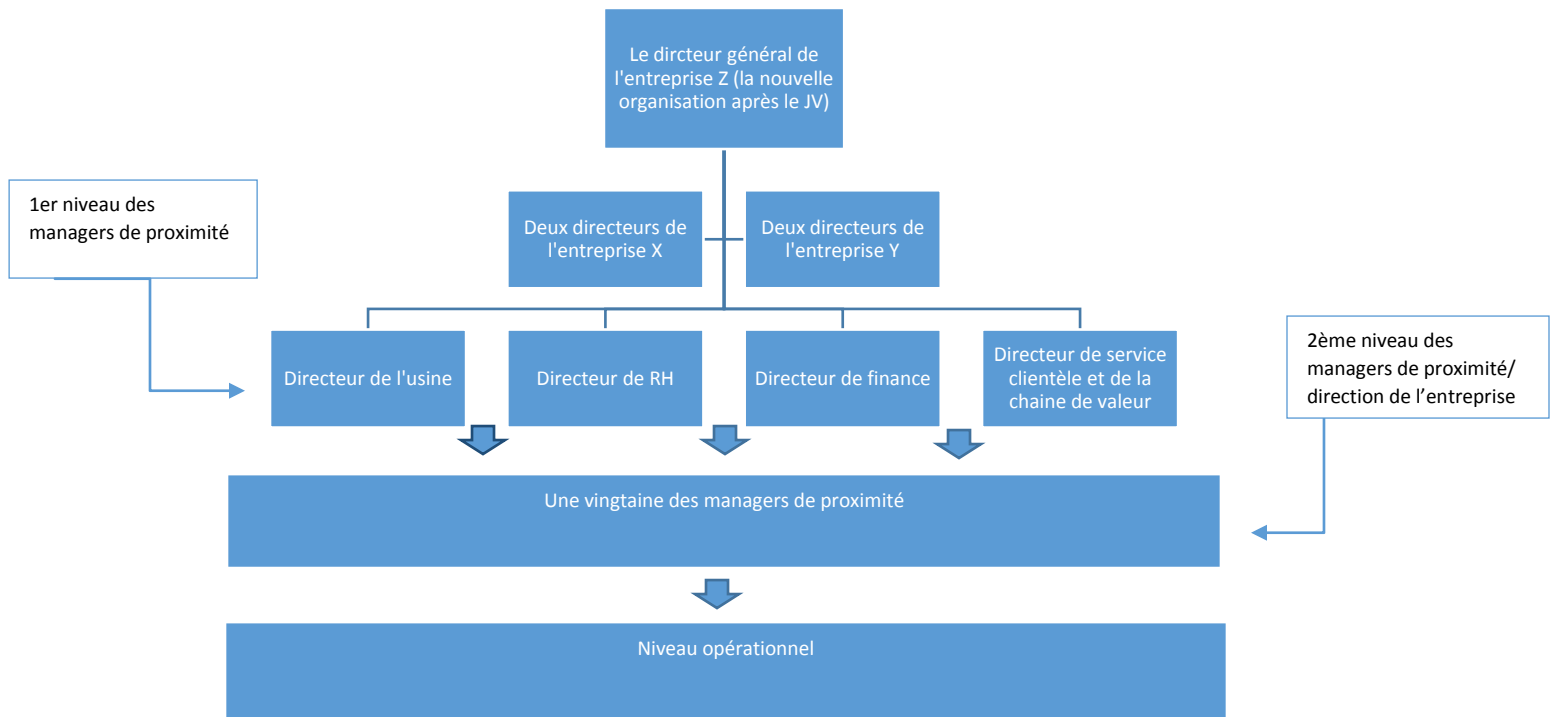 Le dircteur général de
l'entreprise Z (la nouvelle
organisation après le JV)
1er niveau des
managers de proximité
Deux directeurs de
l'entreprise X
Deux directeurs de
l'entreprise Y
Directeur de l'usine
Directeur de RH
Directeur de finance
Directeur de service
clientèle et de la
chaine de valeur
2ème niveau des
managers de proximité/
direction de l’entreprise
Une vingtaine des managers de proximité
Niveau opérationnel